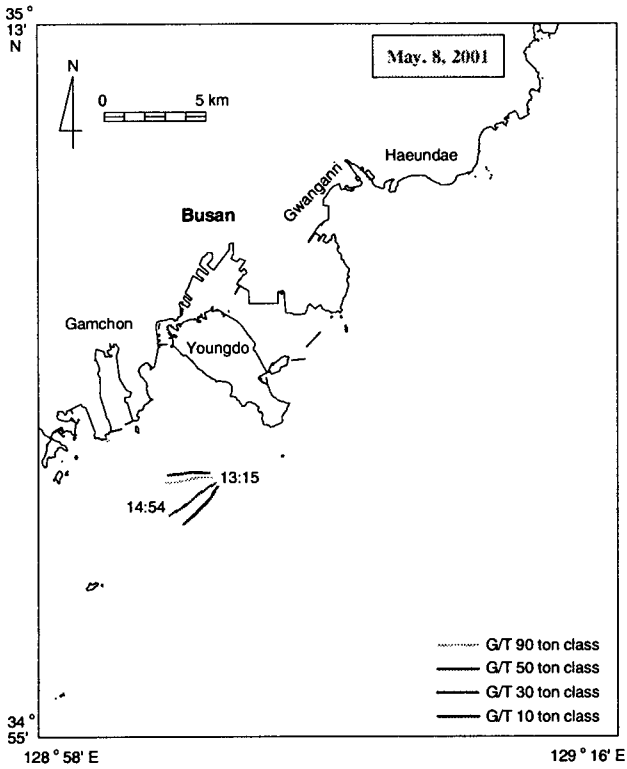 35°
13'
N
May. 8, 2001
N
0 5 km
Haeundae
Gwanganri
Busan
Gamchon
Youngdo
13:15
14:54
G/T 90 ton class
G/T 50 ton class
G/T 30 ton class
G/T 10 ton class
34°
55'
128° 58' E
129° 16' E